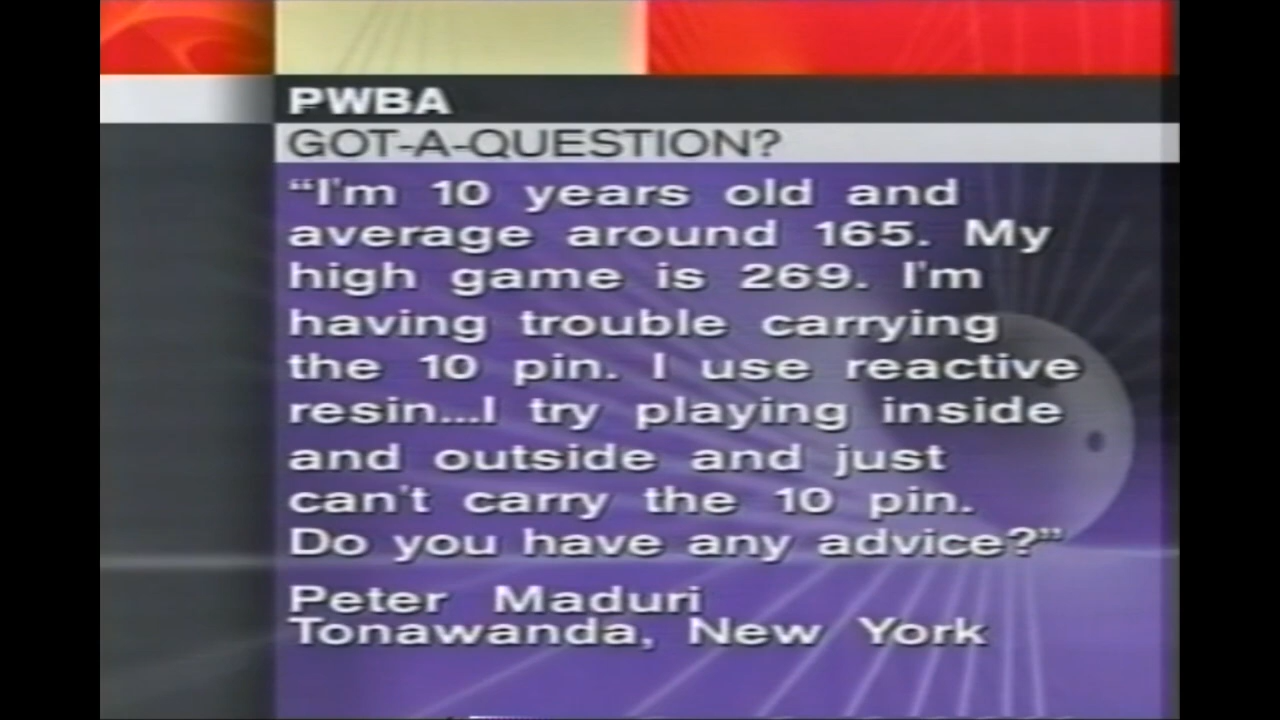 PWBA
GOT-A-QUESTION?
“I'm 10 years old and
average around 165. My
high game is 269. I'm
having trouble carrying
the 10 pin. I use reactive
resin...I try playing inside
and outside and just
can't carry the 10 pin.
Do you have any advice?”
Peter Maduri
Tonawanda, New York